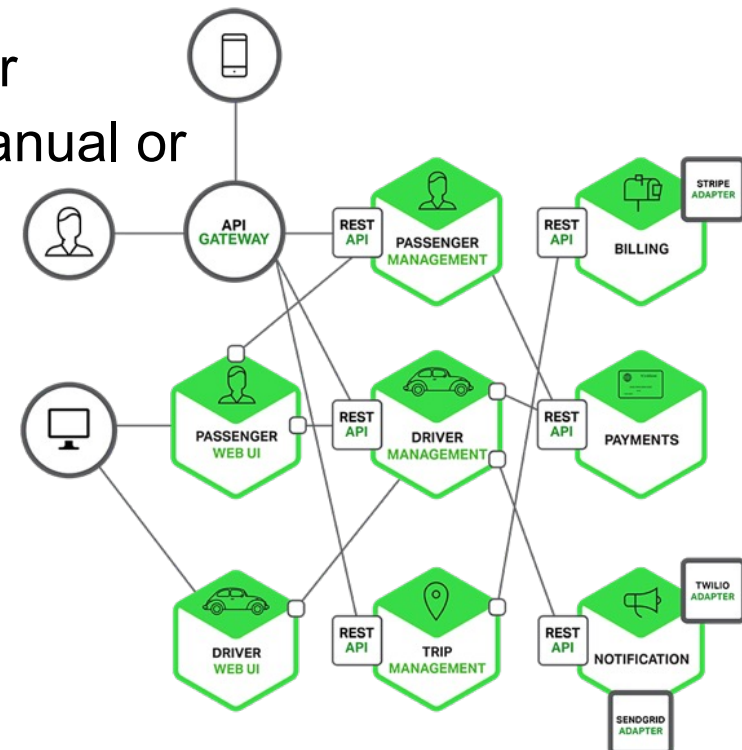 r
anual or
API
GATEWAY
REST
API
PASSENGER
MANAGEMENT
REST
API
BILLING
STRIPE
ADAPTER
PASSENGER
WEB UI
REST
API
DRIVER
MANAGEMENT
REST
API
PAYMENTS
DRIVER
WEB UI
REST
API
TRIP
MANAGEMENT
REST
API
NOTIFICATION
TWILIO
ADAPTER
SENDGRID
ADAPTER